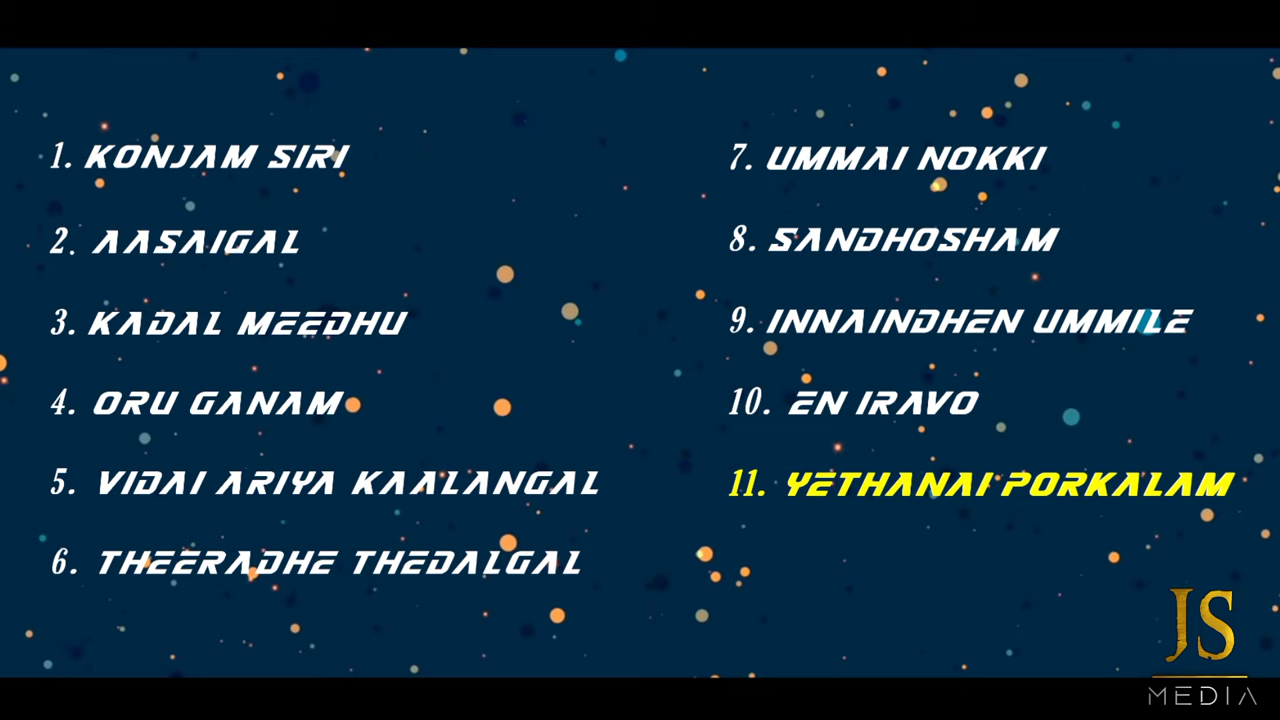 1. KONJAM SIRI
2. AASAIGAL
3. KADAL MEEDHU
4. ORU GANAM
5. VIDAI ARIYA KAALANGAL
6. THEERADHE THEDALGAL
7. UMMAI NOKKI
8. SANDHOSHAM
9. INNAINDHEN UMMILE
10. EN IRAVO
11. YETHANAI PORKALAM
JS
MEDIA